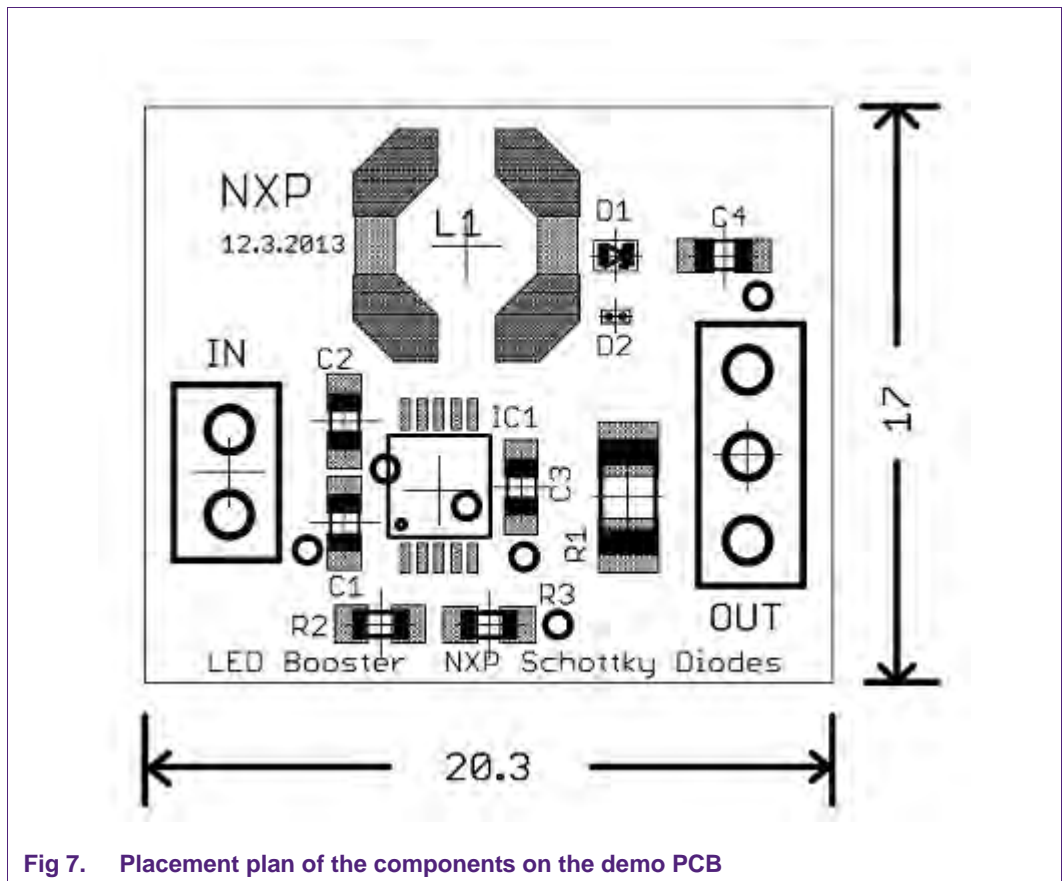 NXP
12.3.2013
L1
D1
C4
D2
IN
C2
IC1
C3
R1
C1
R2
R3
OUT
LED Booster NXP Schottky Diodes
17
20.3
Fig 7. Placement plan of the components on the demo PCB